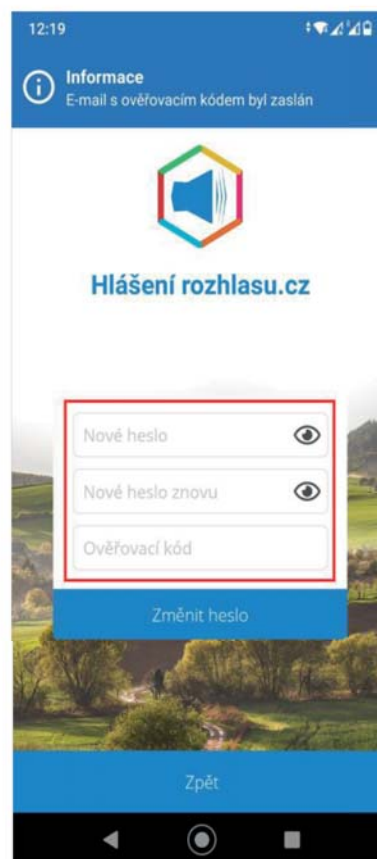 12:19
Informace
E-mail s ověřovacím kódem byl zaslán
Hlášení rozhlasu.cz
Nové heslo
Nové heslo znovu
Ověřovací kód
Změnit heslo
Zpět